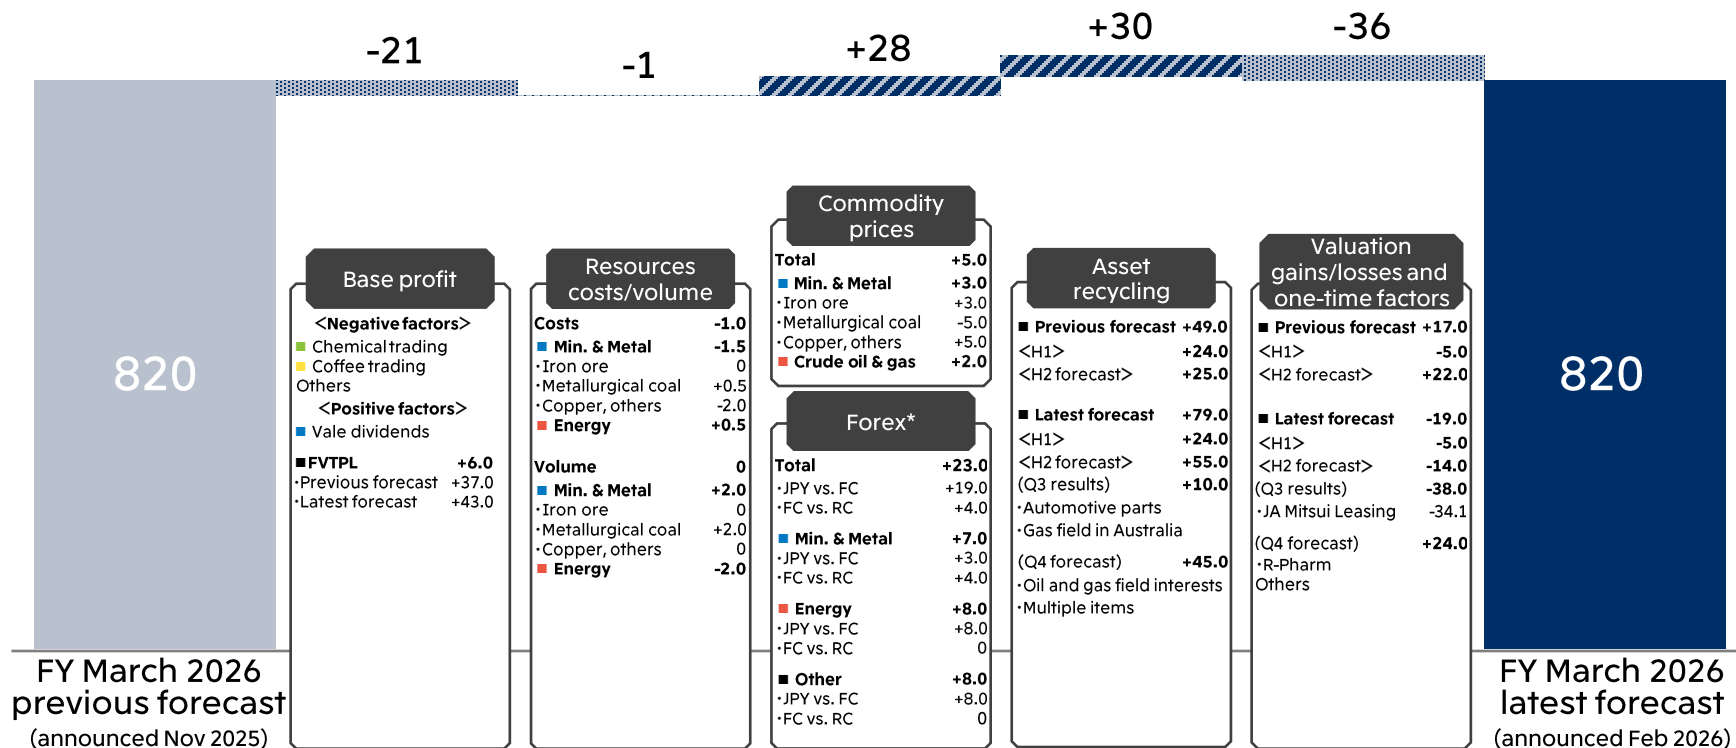 -21
-1
+28
+30
-36
820
FY March 2026
previous forecast
(announced Nov 2025)
Base profit
<Negative factors>
Chemical trading
Coffee trading
Others
<Positive factors>
Vale dividends
FVTPL +6.0
・Previous forecast +37.0
・Latest forecast +43.0
Resources
costs/volume
Costs -1.0
Min. & Metal -1.5
・Iron ore 0
・Metallurgical coal +0.5
・Copper, others -2.0
Energy +0.5
Volume 0
Min. & Metal +2.0
・Iron ore 0
・Metallurgical coal +2.0
・Copper, others 0
Energy -2.0
Commodity
prices
Total +5.0
Min. & Metal +3.0
・Iron ore +3.0
・Metallurgical coal -5.0
・Copper, others +5.0
Crude oil & gas +2.0
Forex*
Total +23.0
・JPY vs. FC +19.0
・FC vs. RC +4.0
Min. & Metal +7.0
・JPY vs. FC +3.0
・FC vs. RC +4.0
Energy +8.0
・JPY vs. FC +8.0
・FC vs. RC 0
Other +8.0
・JPY vs. FC +8.0
・FC vs. RC 0
Asset
recycling
■ Previous forecast +49.0
<H1> +24.0
<H2 forecast> +25.0
■ Latest forecast +79.0
<H1> +24.0
<H2 forecast> +55.0
(Q3 results) +10.0
・Automotive parts
・Gas field in Australia
(Q4 forecast) +45.0
・Oil and gas field interests
・Multiple items
Valuation
gains/losses and
one-time factors
■ Previous forecast +17.0
<H1> -5.0
<H2 forecast> +22.0
■ Latest forecast -19.0
<H1> -5.0
<H2 forecast> -14.0
(Q3 results) -38.0
・JA Mitsui Leasing -34.1
(Q4 forecast) +24.0
・R-Pharm
Others
820
FY March 2026
latest forecast
(announced Feb 2026)